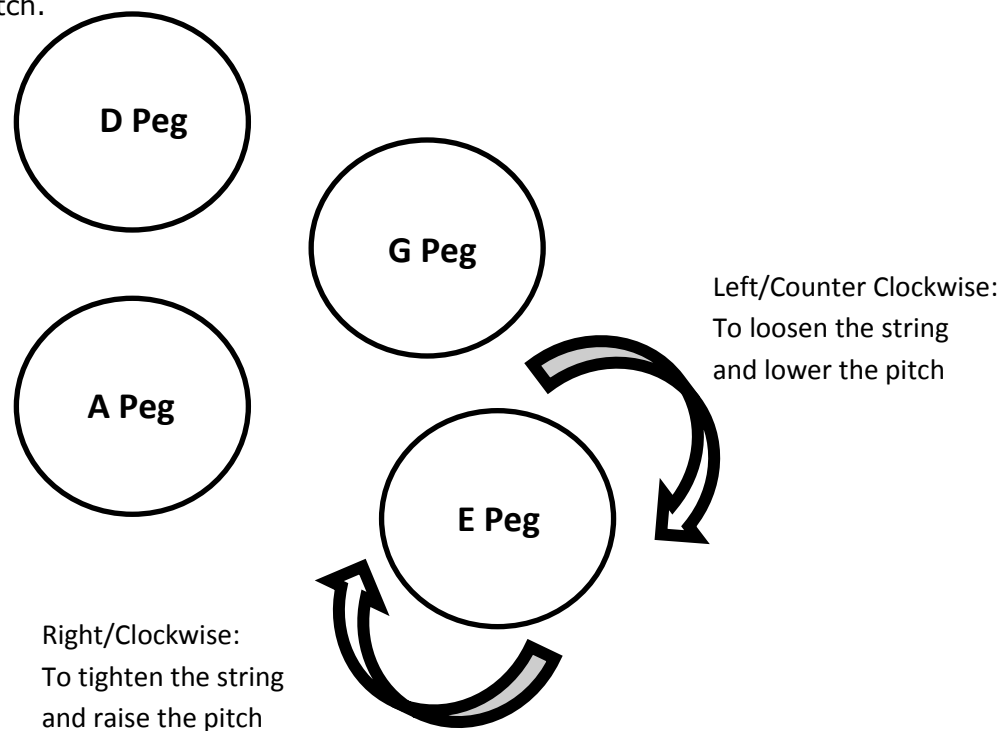 D Peg
G Peg
Left/Counter Clockwise:
To loosen the string
and lower the pitch
A Peg
E Peg
Right/Clockwise:
To tighten the string
and raise the pitch